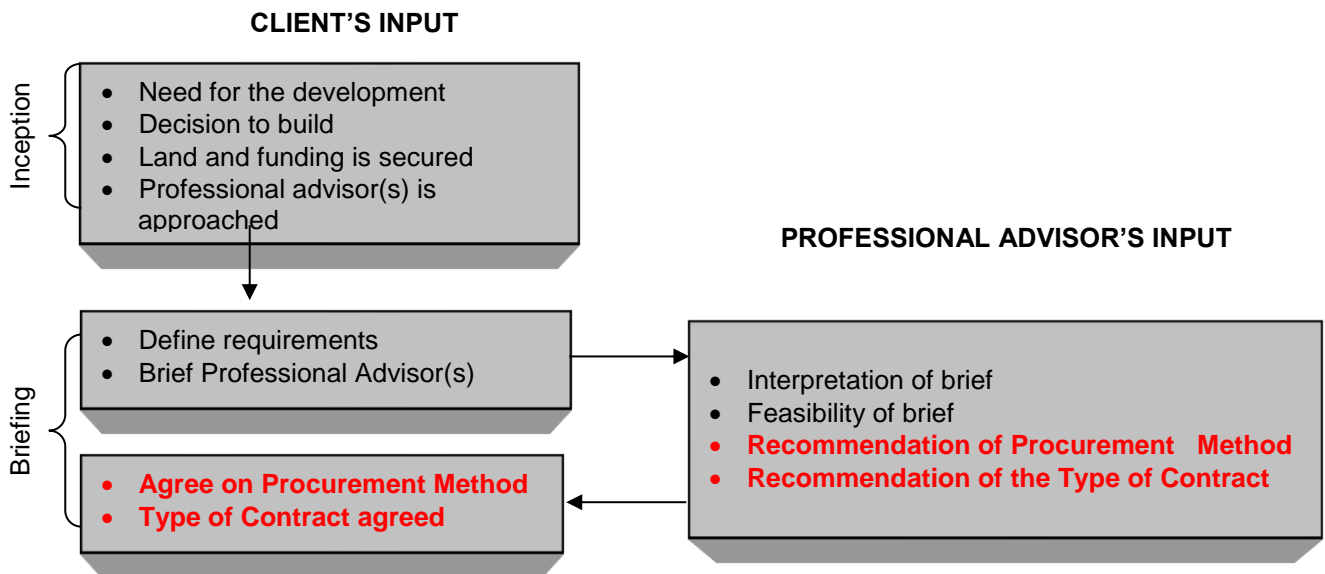 CLIENT'S INPUT
Inception
• Need for the development
• Decision to build
• Land and funding is secured
• Professional advisor(s) is
approached
PROFESSIONAL ADVISOR'S INPUT
Briefing
• Define requirements
• Brief Professional Advisor(s)
• Interpretation of brief
• Feasibility of brief
• Recommendation of Procurement Method
• Recommendation of the Type of Contract
• Agree on Procurement Method
• Type of Contract agreed